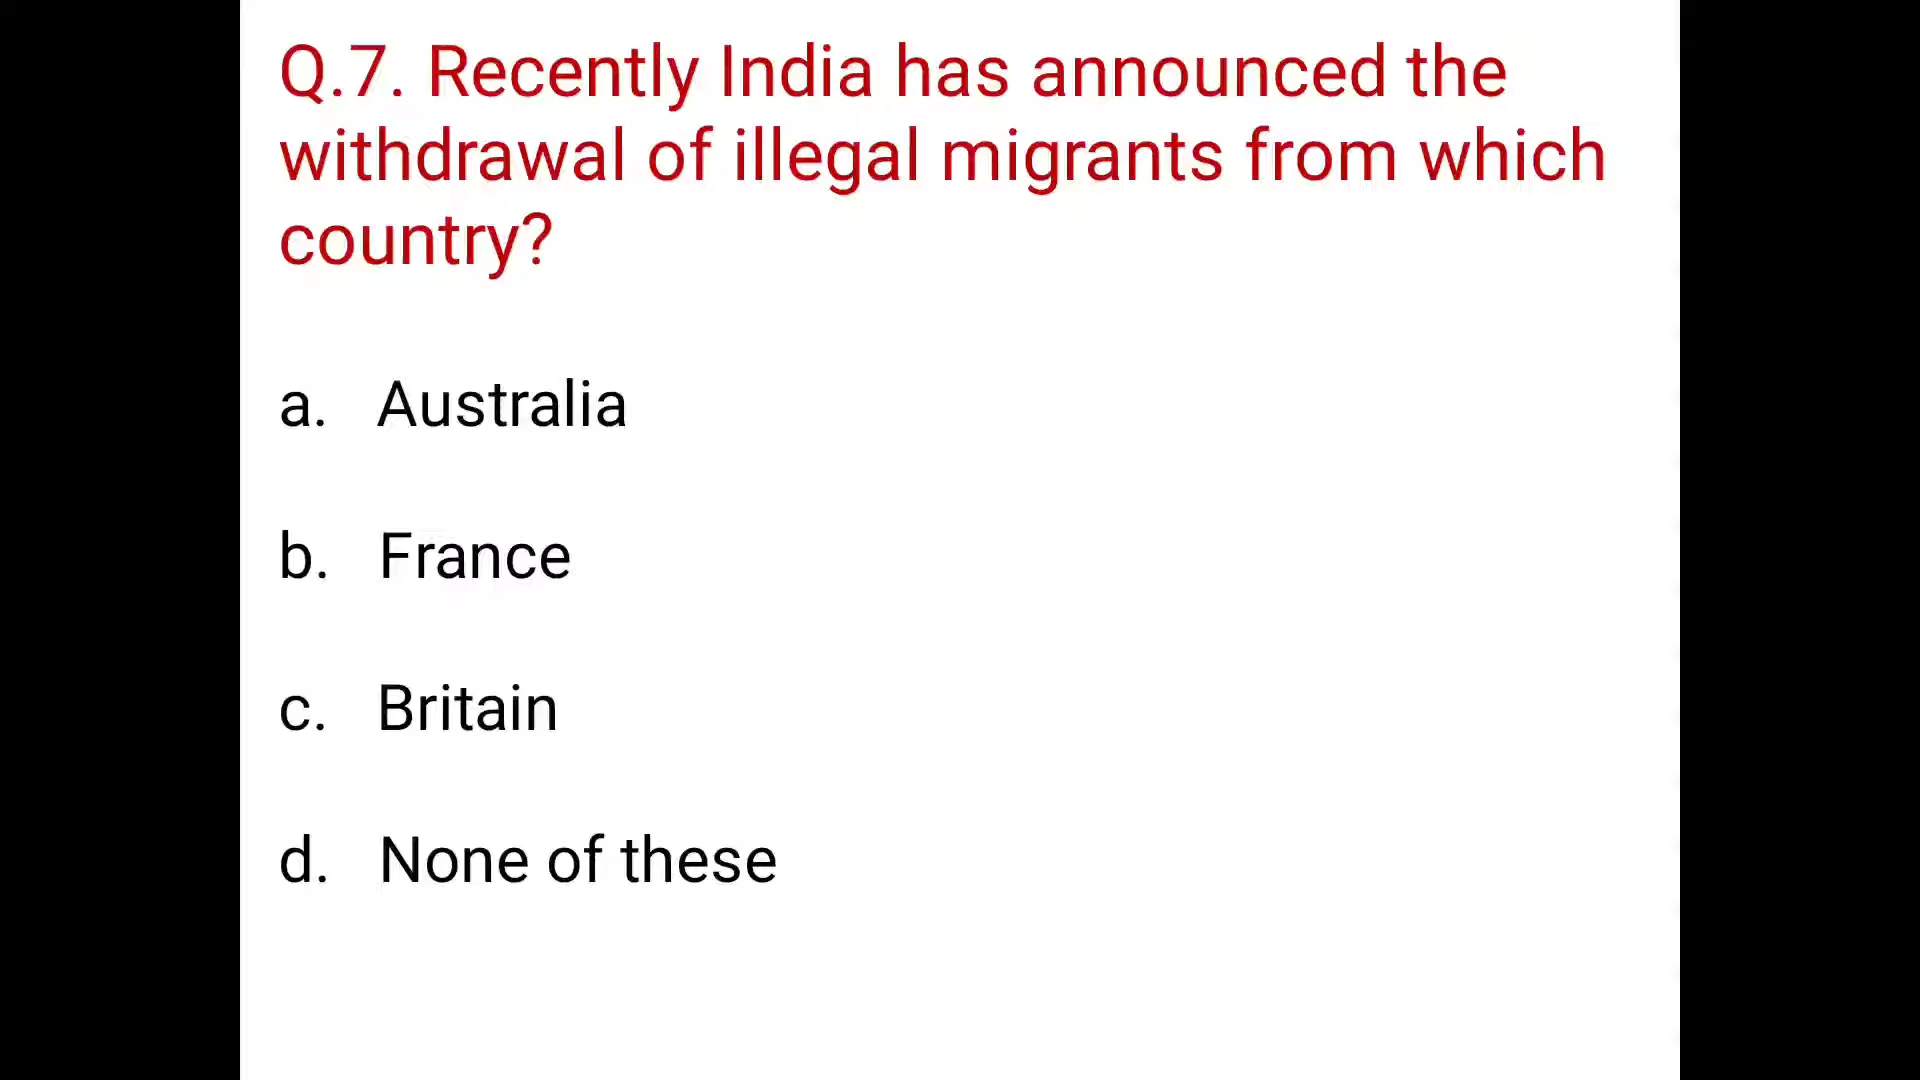 Q.7. Recently India has announced the
withdrawal of illegal migrants from which
country?
a. Australia
b. France
c. Britain
d. None of these